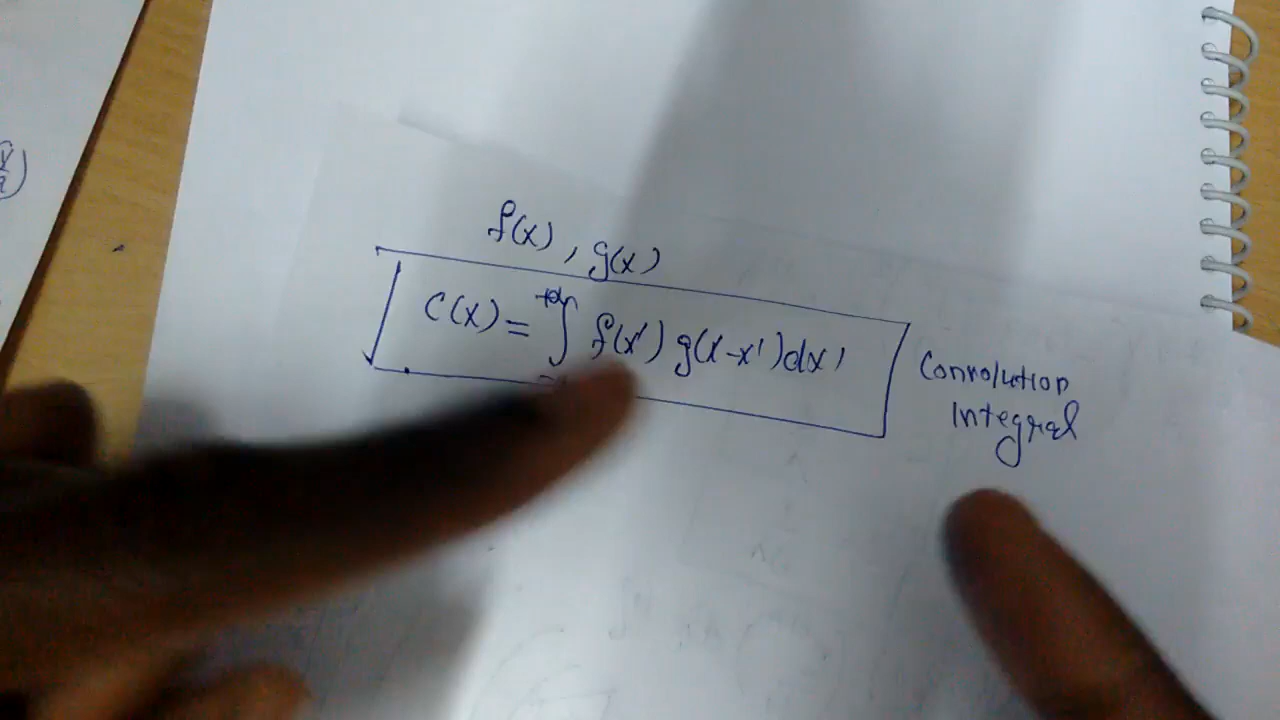 f(x) , g(x)
C(x) = ∫ f(x') g(x-x')dx'
Convolution
Integral